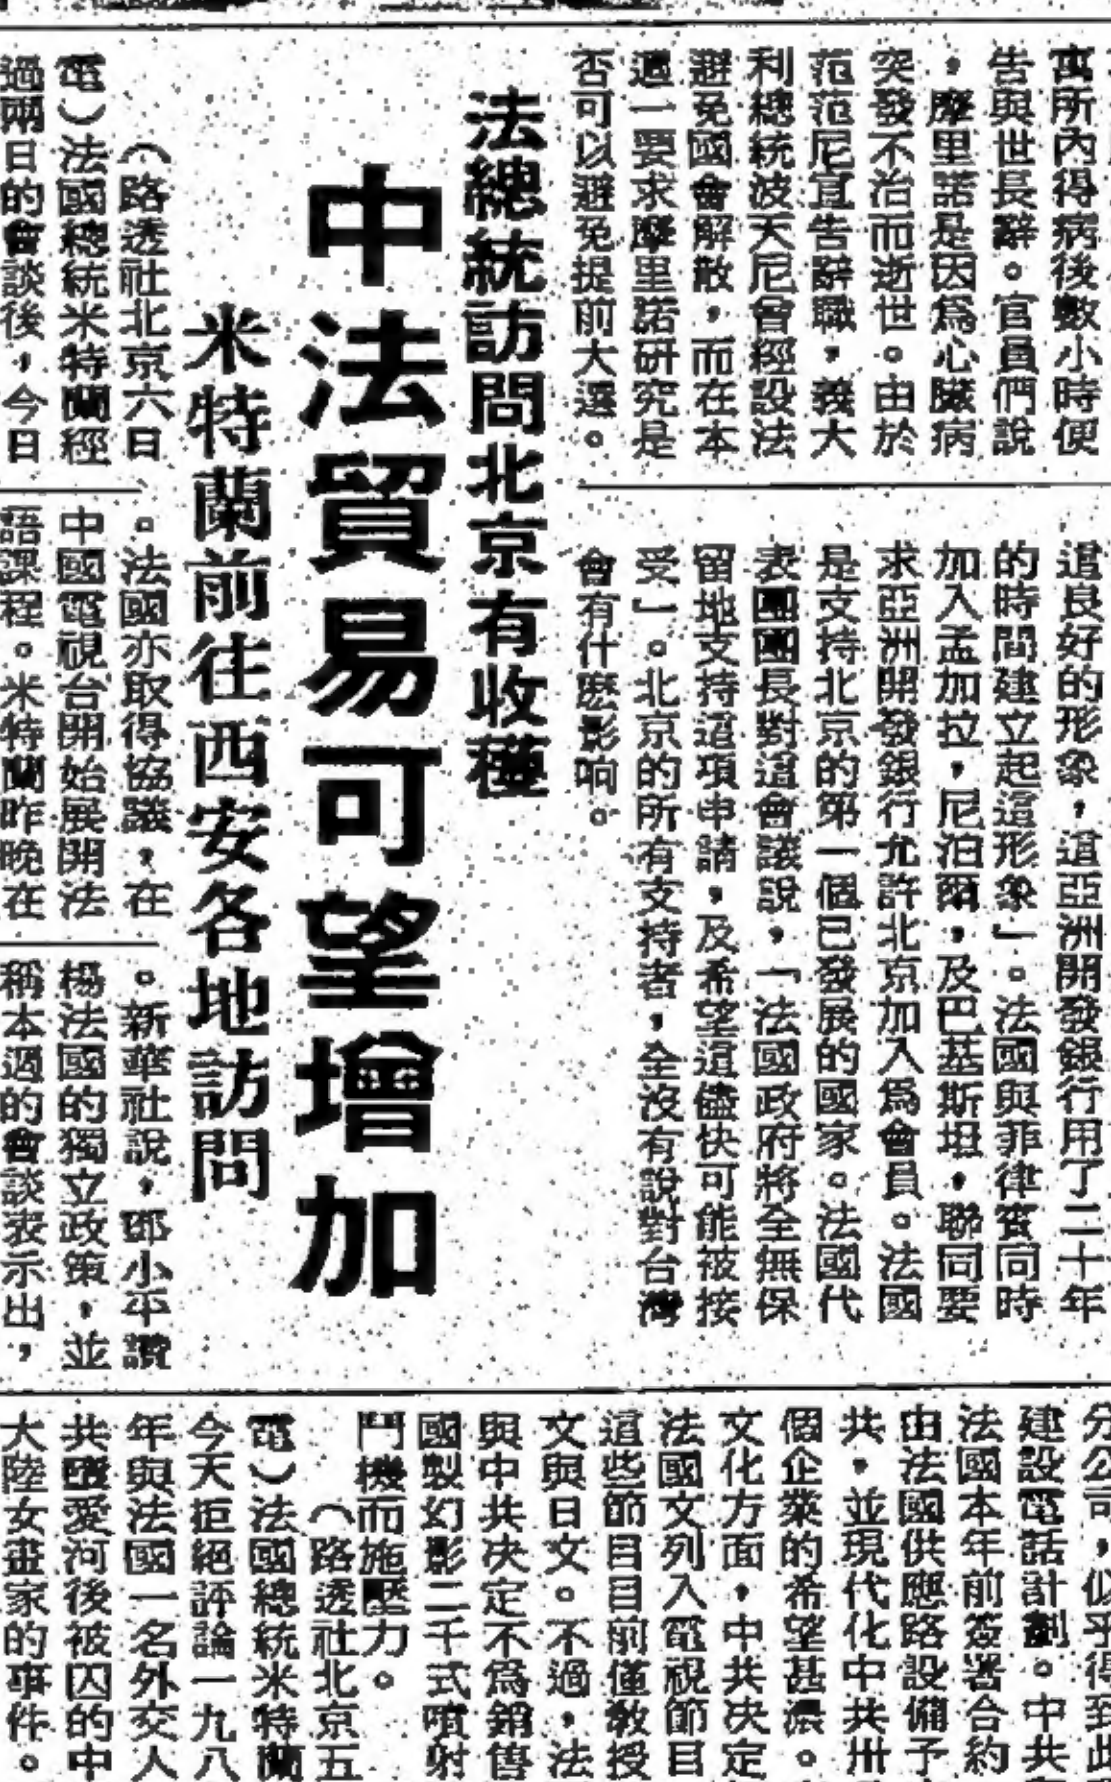 寓所內得病後數小時便
告與世長辭。官員們說
，摩里諾是因爲心臟病
突發不治而逝世。由於
范范尼宣告辭職，義大
利總統波天尼會經設法
避免國會解散，而在本
週一要求摩里諾研究是
否可以避免提前大選。
這良好的形象，這亞洲開發銀行用了二十年
的時間建立起這形象」。法國與菲律賓同時
加入孟加拉，尼泊爾，及巴基斯坦，聯同要
求亞洲開發銀行允許北京加入爲會員。法國
是支持北京的第一個已發展的國家。法國代
表團團長對這會議說，「法國政府將全無保
留地支持這項申請，及希望這儘快可能被接
受」。北京的所有支持者，全沒有說對台灣
會有什麽影响。
法總統訪問北京有收穫
中法貿易可望增加
米特蘭前往西安各地訪問
（路透社北京六日
電）法國總統米特蘭經
過兩日的會談後，今日
。法國亦取得協議，在
中國電視台開始展開法
語課程。米特蘭昨晚在
。新華社說，鄧小平讚
楊法國的獨立政策，並
稱本週的會談表示出，
分公司，似乎得到此
建設電話計劃。中共
法國本年前簽署合約
由法國供應路設備予
共，並現代化中共卅
個企業的希望甚濃。
文化方面，中共决定
法國文列入電視節目
這些節目目前僅敎授
文與日文。不過，法
與中共决定不爲銷售
國製幻影二千式噴射
鬥機而施壓力。
（路透社北京五
電）法國總統米特蘭
今天拒絕評論一九八
年與法國一名外交人
共墮愛河後被囚的中
大陸女畫家的事件。